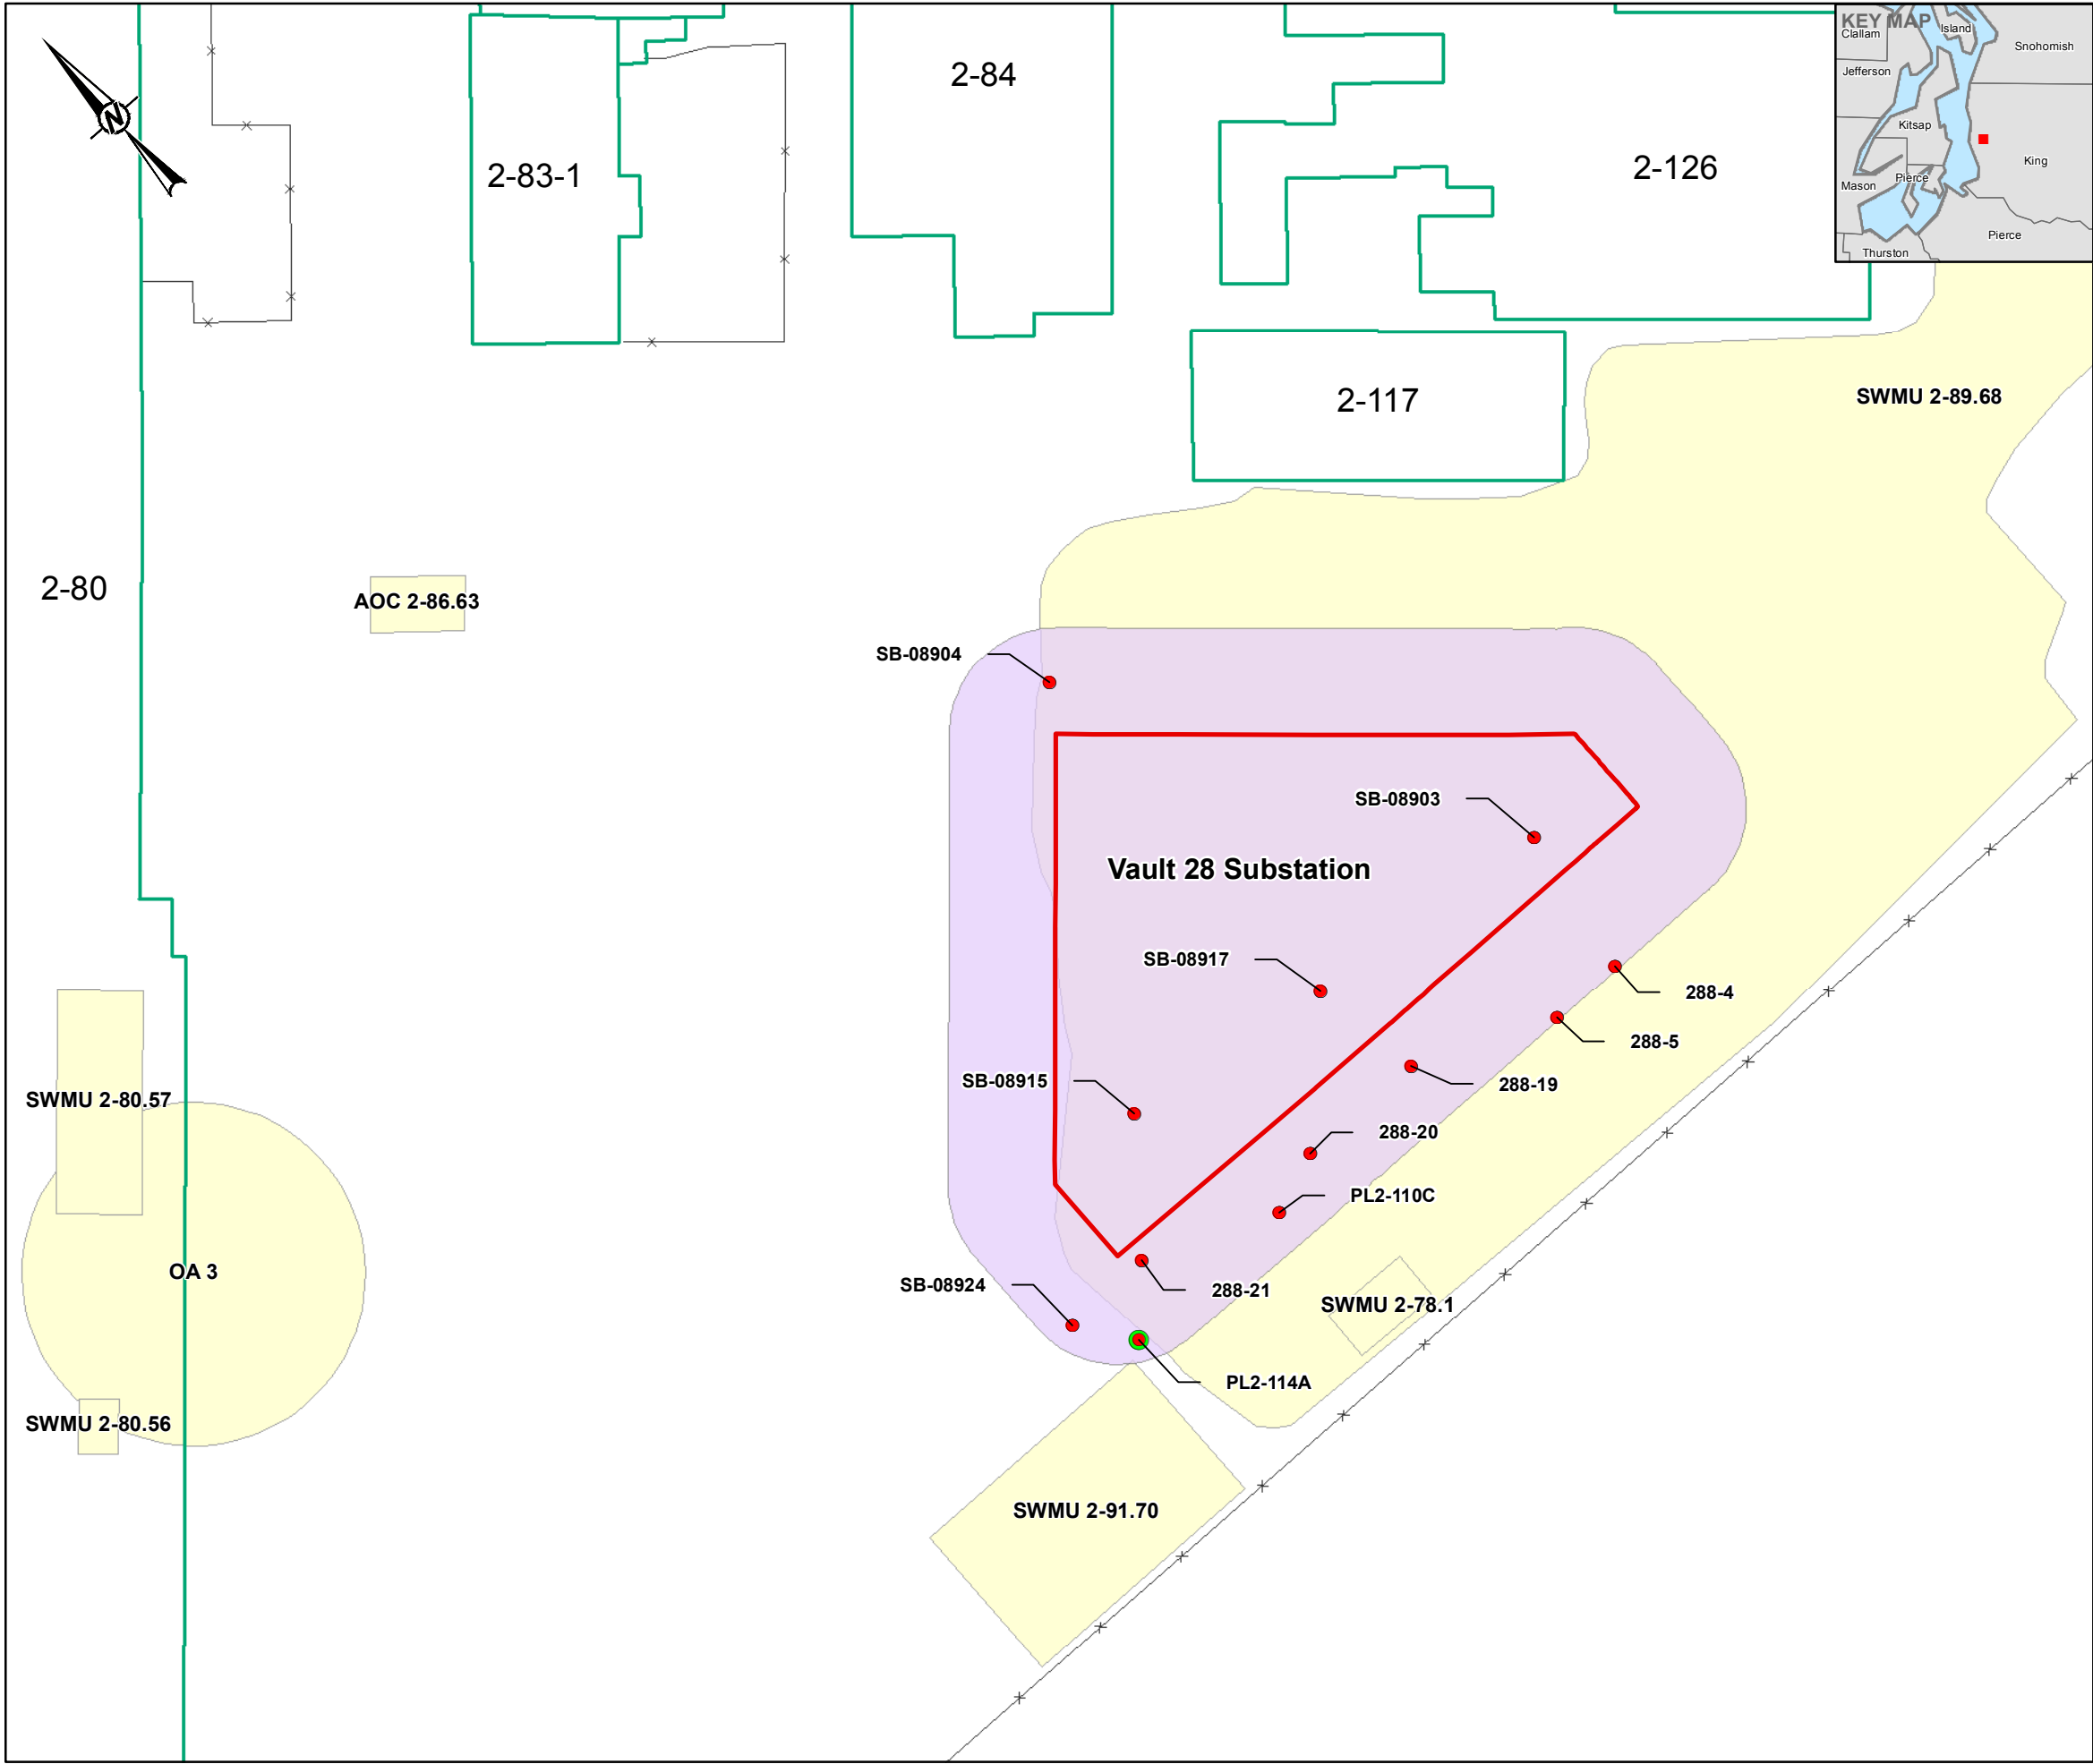 KEY MAP
Clallam
Island
Snohomish
Jefferson
Kitsap
King
Mason
Pierce
Pierce
Thurston
N
2-84
2-83-1
2-126
2-117
SWMU 2-89.68
2-80
AOC 2-86.63
SB-08904
SB-08903
Vault 28 Substation
SB-08917
288-4
288-5
SB-08915
288-19
SWMU 2-80.57
288-20
PL2-110C
OA 3
SB-08924
288-21
SWMU 2-78.1
PL2-114A
SWMU 2-80.56
SWMU 2-91.70